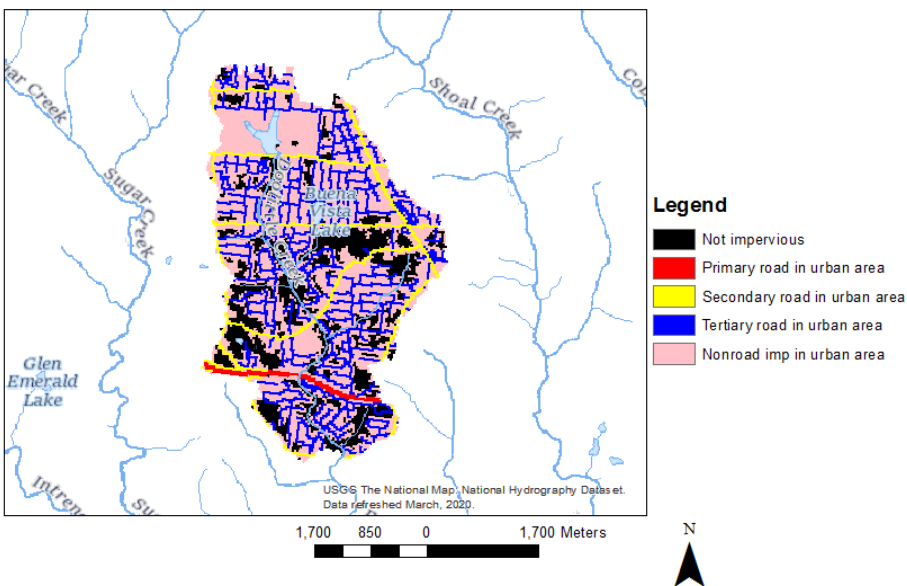 Creek
Shoal Creek
Sugar
Creek
Buena
Vista
Lake
Creek
Glen
Emerald
Lake
USGS The National Map: National Hydrography Dataset.
Data refreshed March, 2020.
Legend
Not impervious
Primary road in urban area
Secondary road in urban area
Tertiary road in urban area
Nonroad imp in urban area
1,700 850 0 1,700 Meters
N